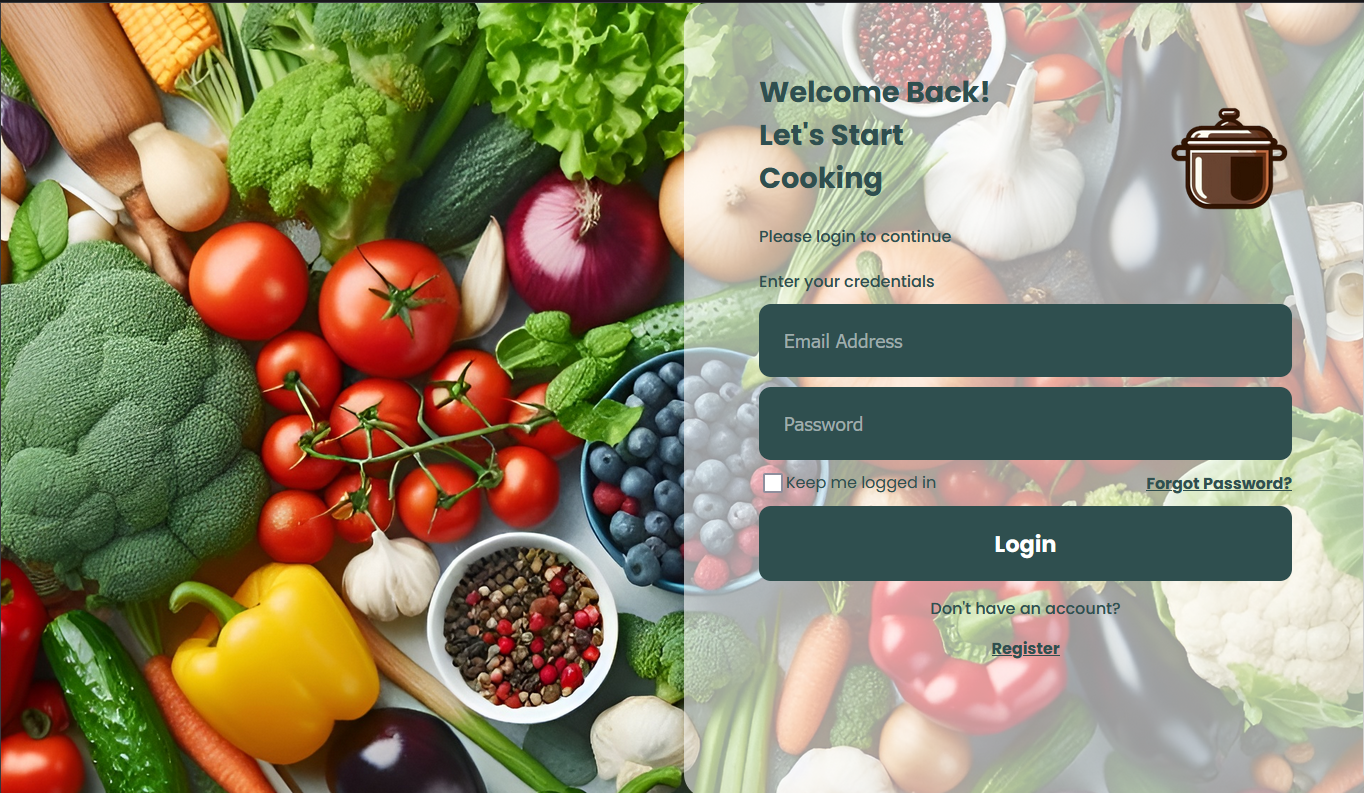 Welcome Back!
Let's Start
Cooking
Please login to continue
Enter your credentials
Email Address
Password
Keep me logged in
Forgot Password?
Login
Don't have an account?
Register